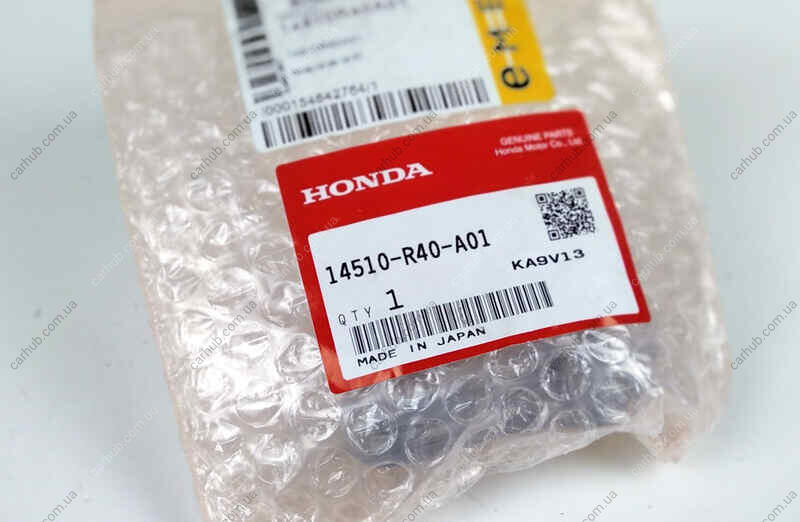 000154642764/1
e-M-E
GENUINE PARTS
Honda Motor Co., Ltd.
HONDA
14510-R40-A01
KA9V13
QTY 1
MADE IN JAPAN
carhub.com.ua